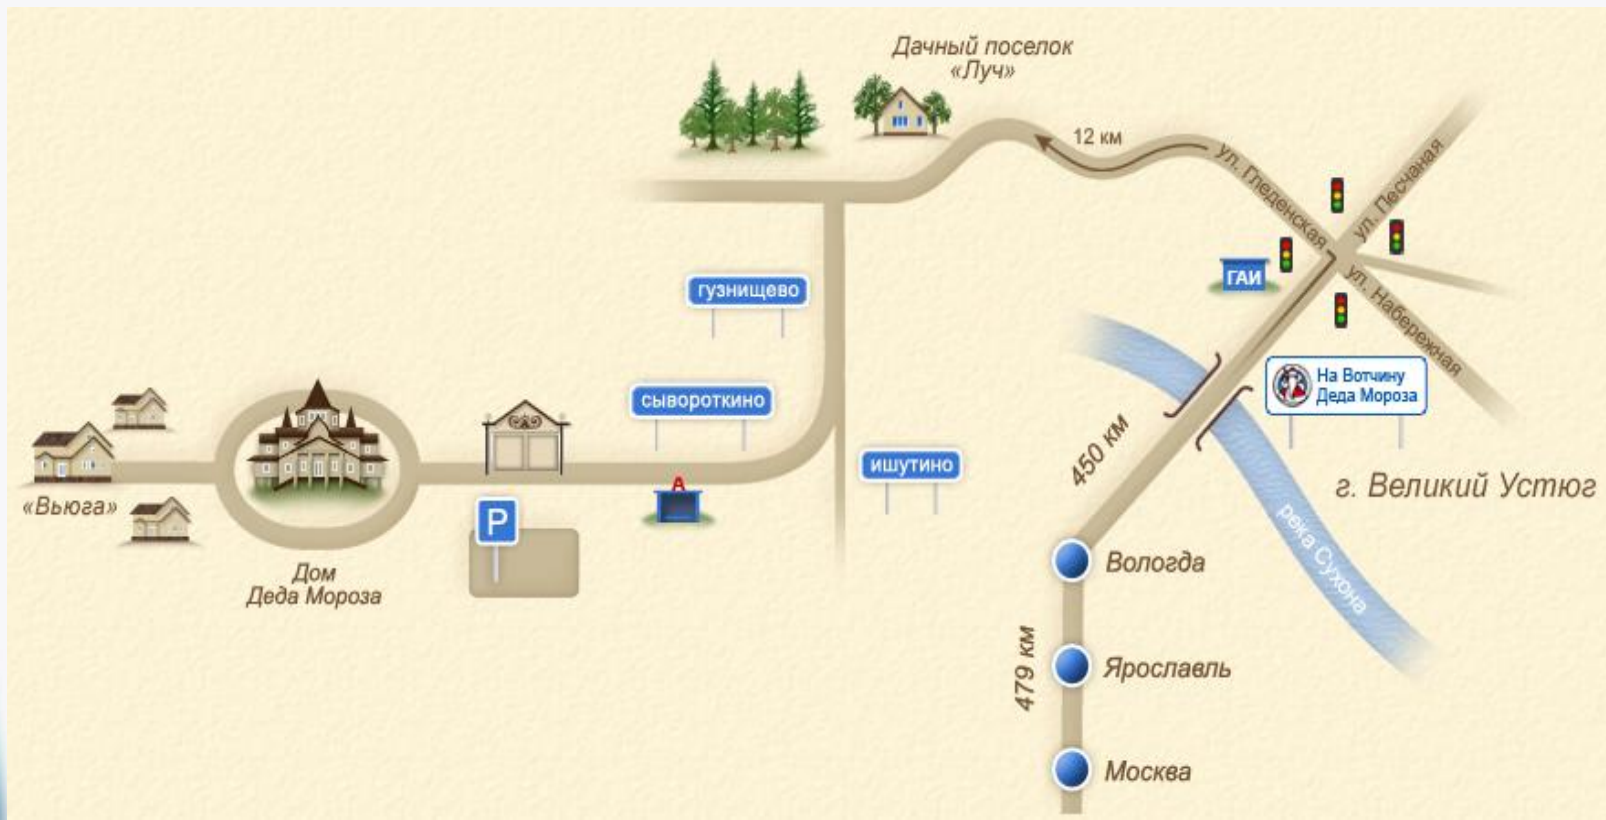 Дачный поселок
«Луч»
12 км
ул. Гледенская
ул. Песчаная
ГАИ
ул. Набережная
гузнищево
На Вотчину
Деда Мороза
сывороткино
450 км
ишутино
г. Великий Устюг
А
«Вьюга»
P
река Сухона
Вологда
Дом
Деда Мороза
479 км
Ярославль
Москва